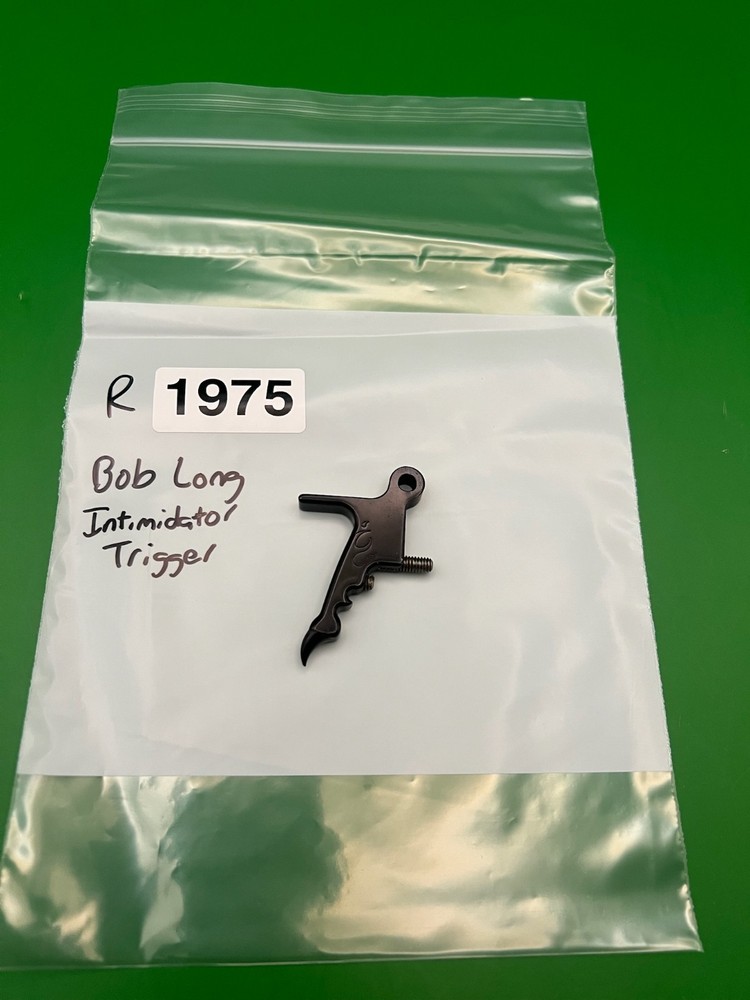 R 1975
Bob Long
Intimidator
Trigger